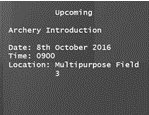 Upcoming
Archery Introduction
Date: 8th October 2016
Time: 0900
Location: Multipurpose Field
3